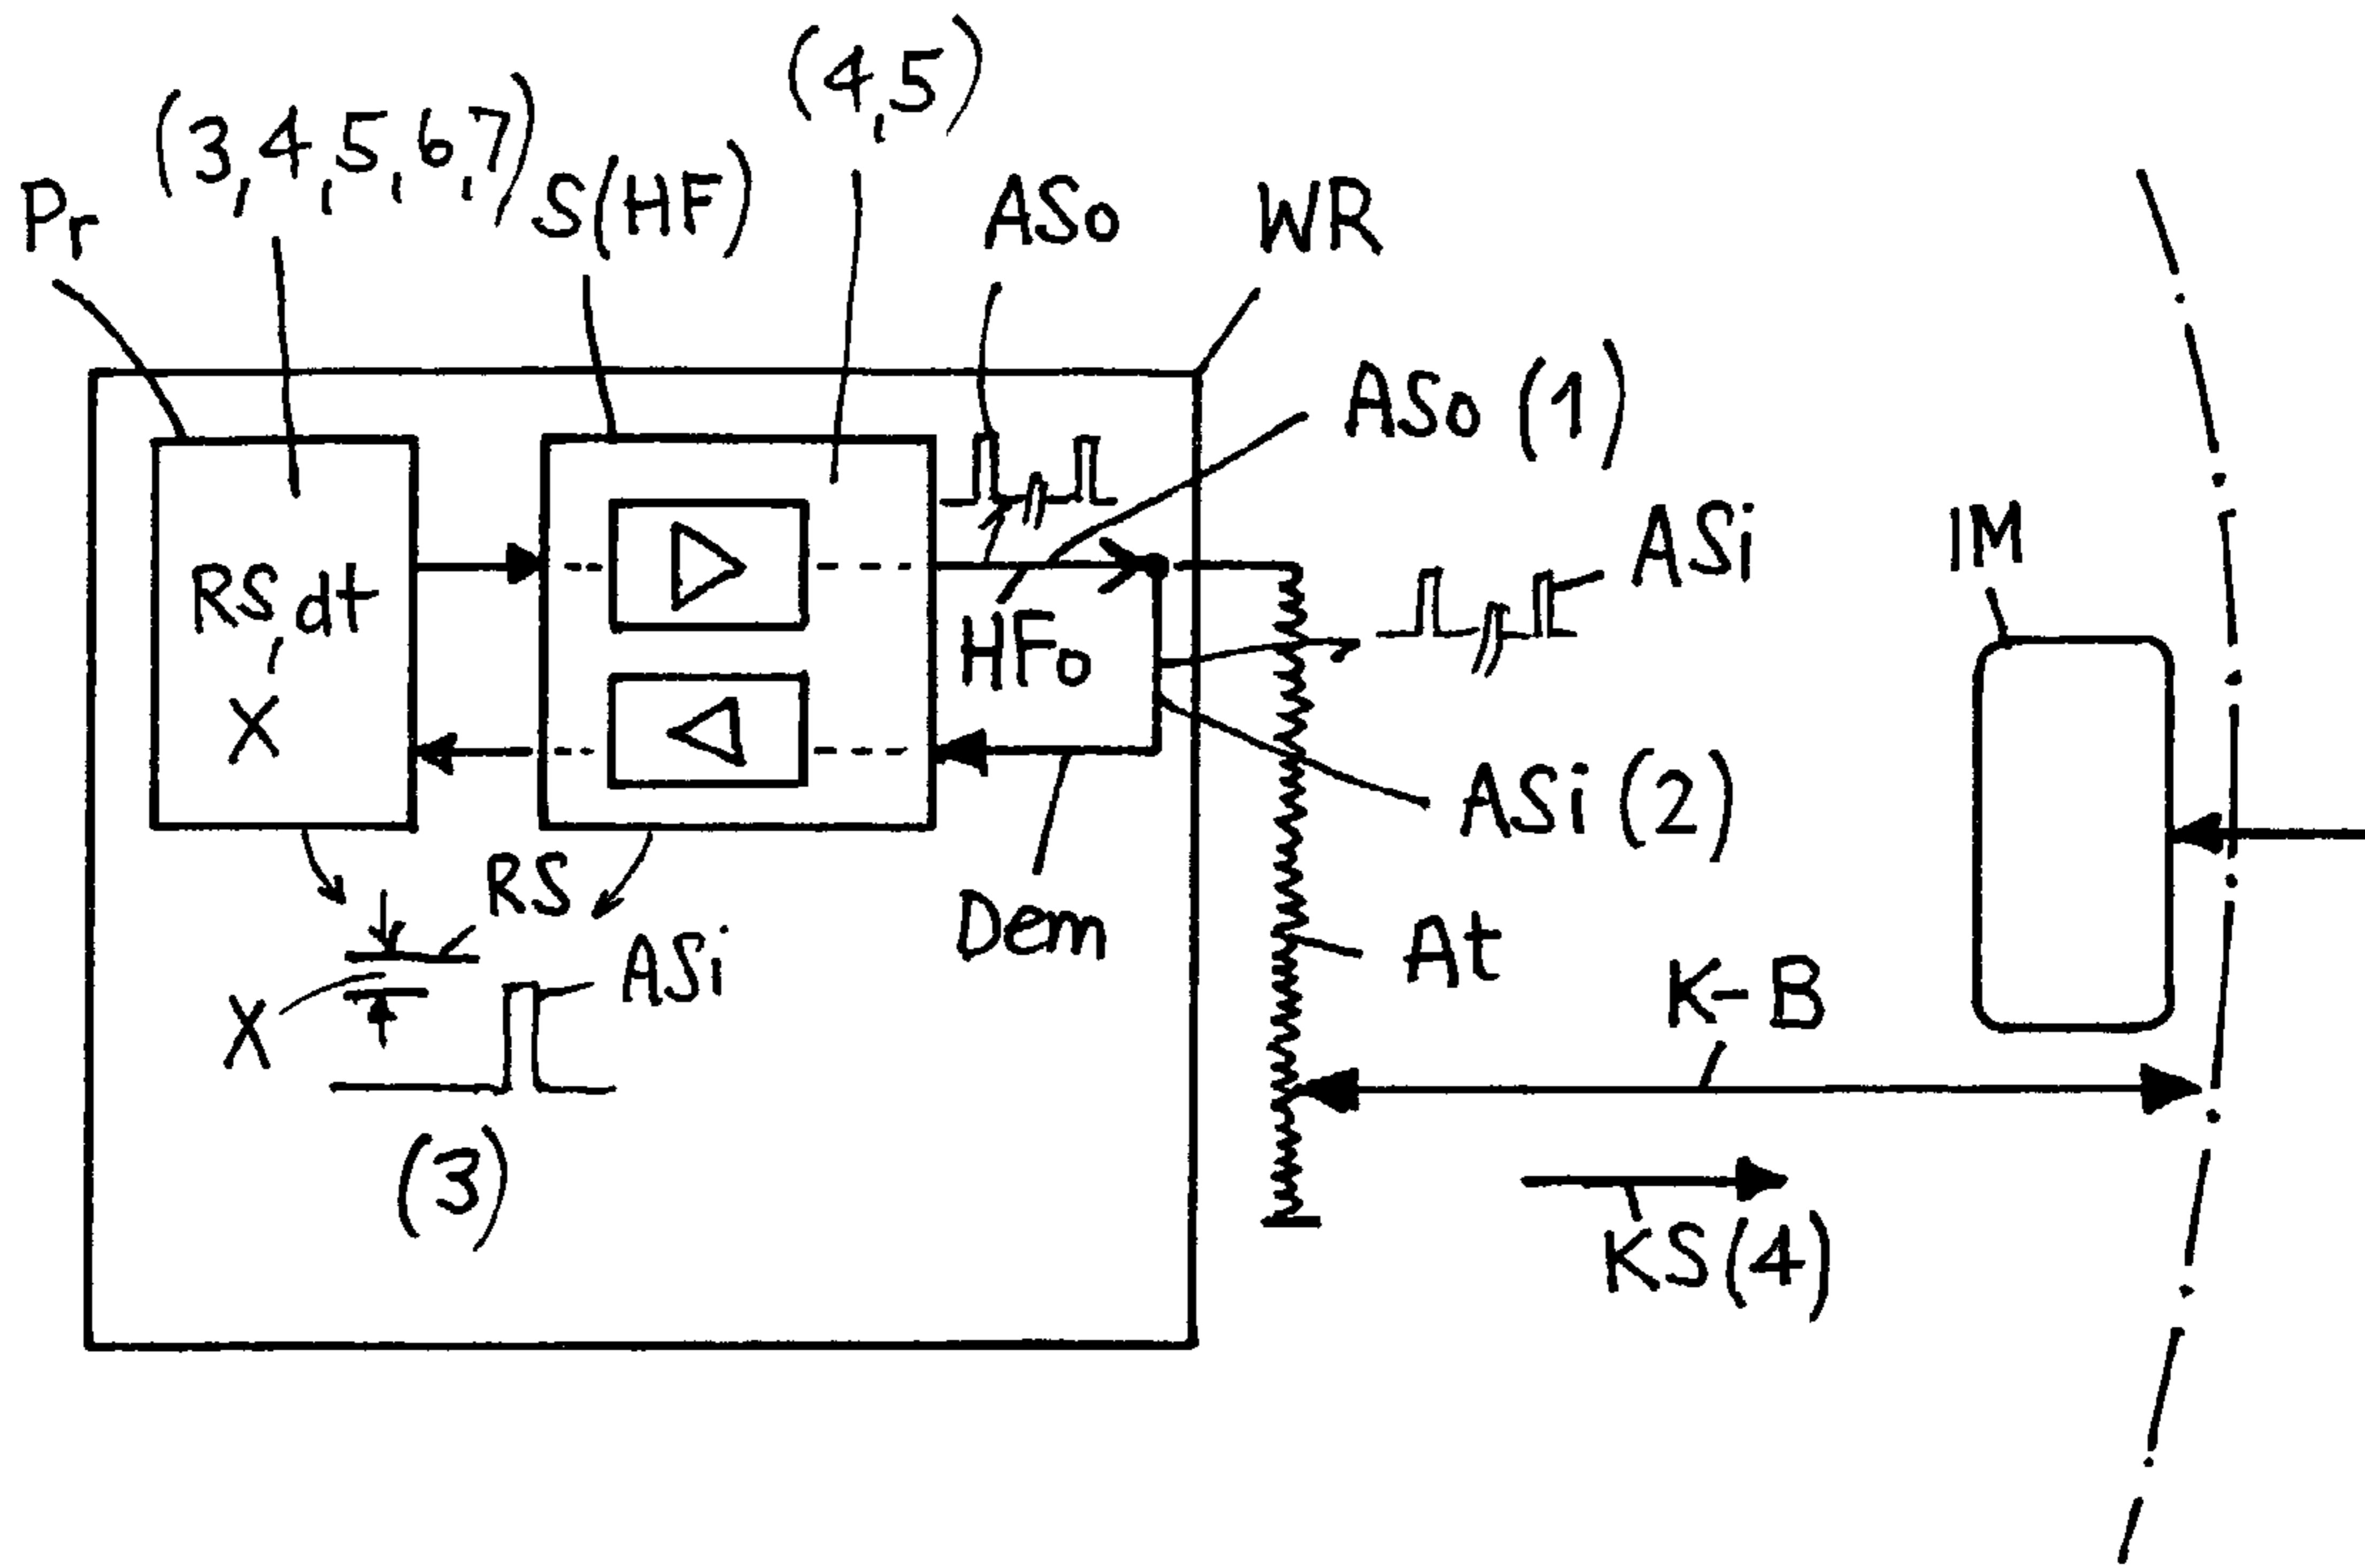 (4,5)
(3,4,5,6,7)
Pr
S(HF)
ASo
WR
ASo (1)
ASi
IM
RS, dt
X
HFo
ASi (2)
RS
Dem
ASi
At
K-B
X
(3)
KS(4)